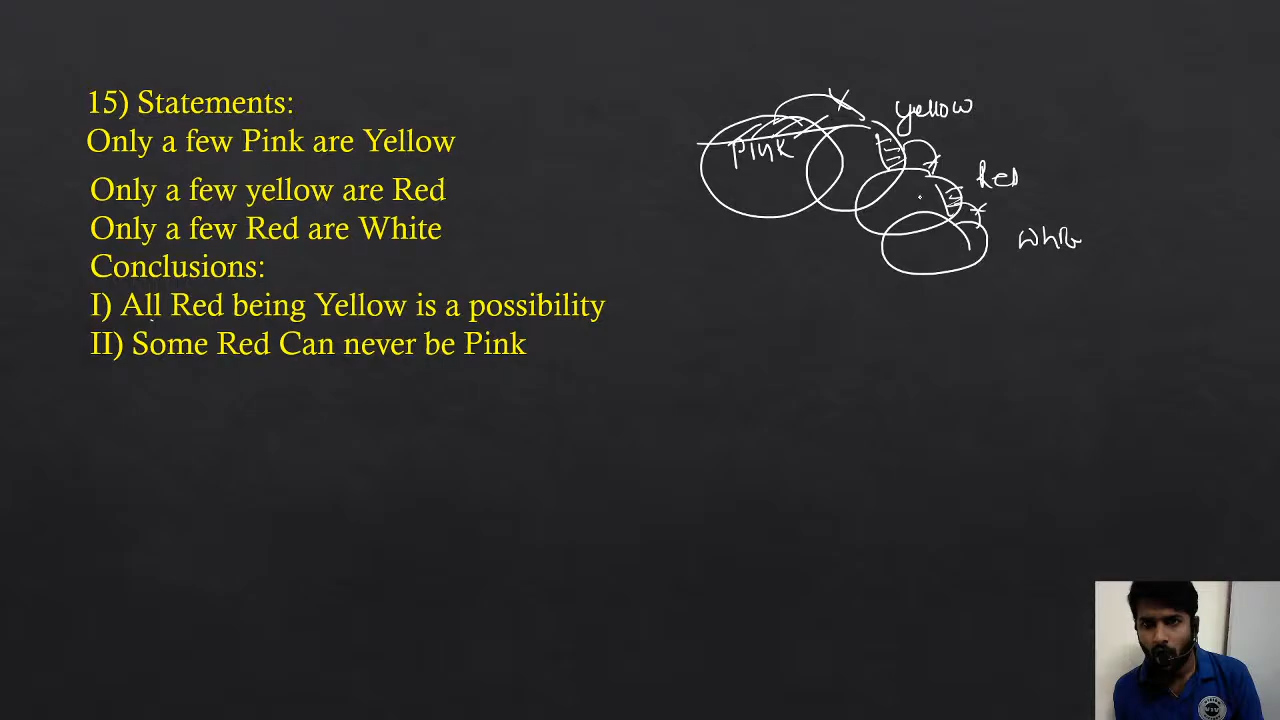 15) Statements:
Only a few Pink are Yellow
Only a few yellow are Red
Only a few Red are White
Conclusions:
I) All Red being Yellow is a possibility
II) Some Red Can never be Pink
Pink
yellow
Red
white